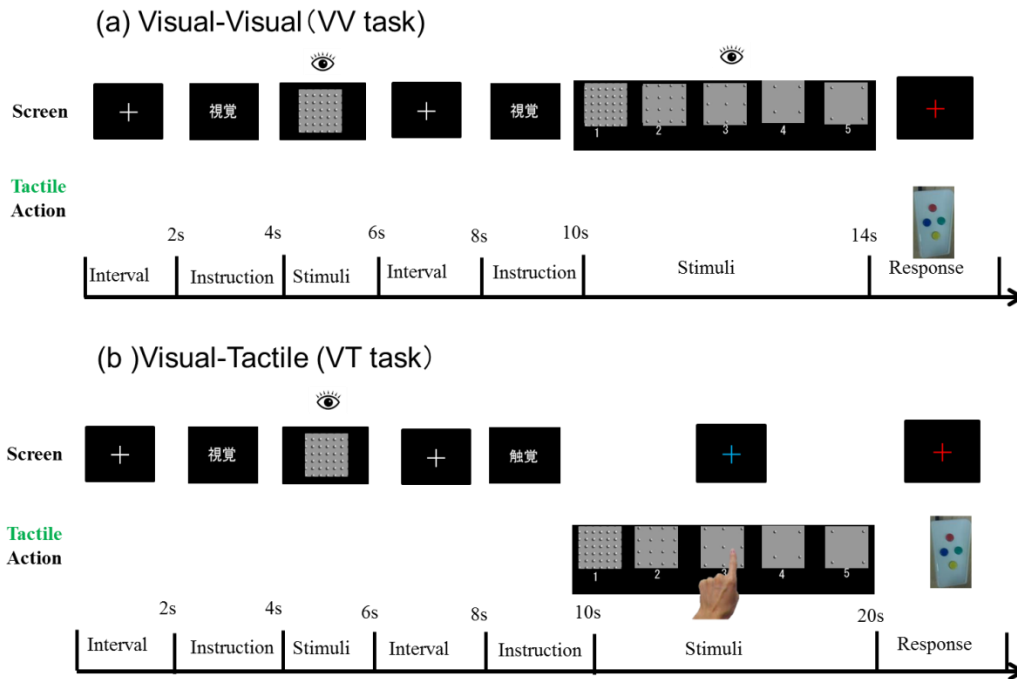 (a) Visual-Visual（VV task)
Screen
視覚
視覚
1 2 3 4 5
Tactile
Action
2s 4s 6s 8s 10s 14s
Interval Instruction Stimuli Interval Instruction Stimuli Response
(b )Visual-Tactile (VT task）
Screen
視覚
触覚
Tactile
Action
1 2 3 4 5
2s 4s 6s 8s 10s 20s
Interval Instruction Stimuli Interval Instruction Stimuli Response